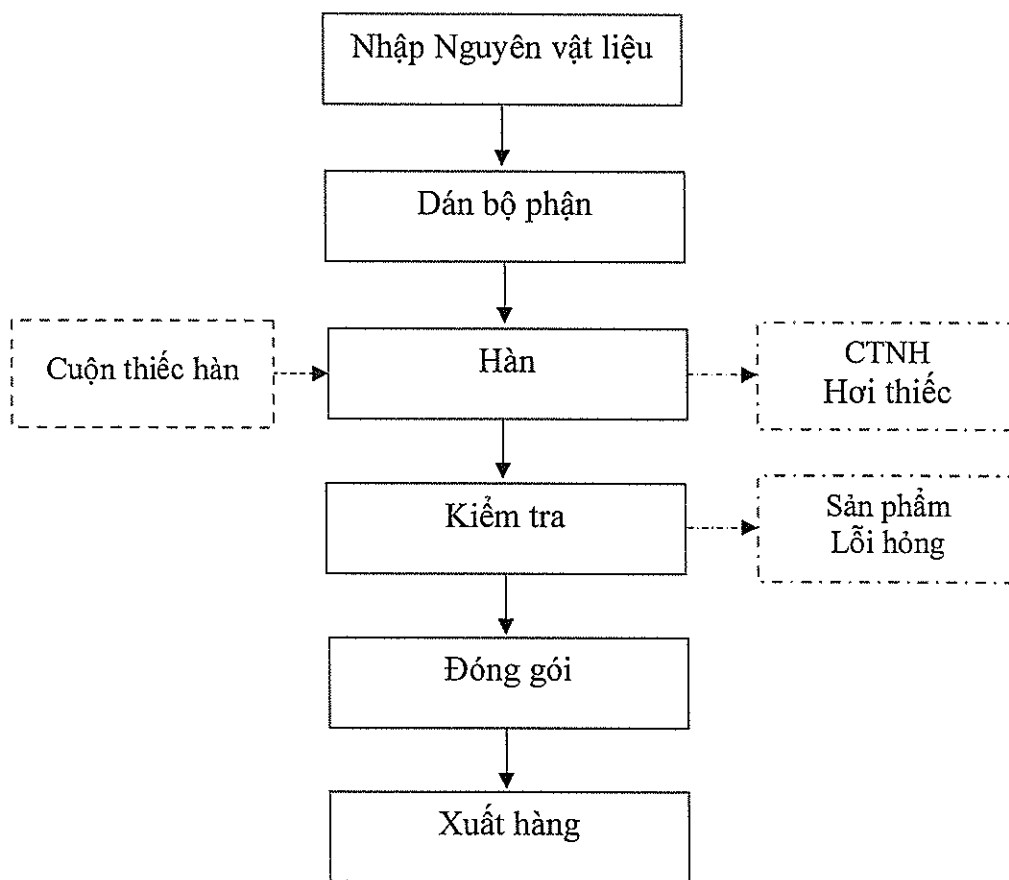 Nhập Nguyên vật liệu
Dán bộ phận
Cuộn thiếc hàn
Hàn
CTNH
Hơi thiếc
Kiểm tra
Sản phẩm
Lỗi hỏng
Đóng gói
Xuất hàng